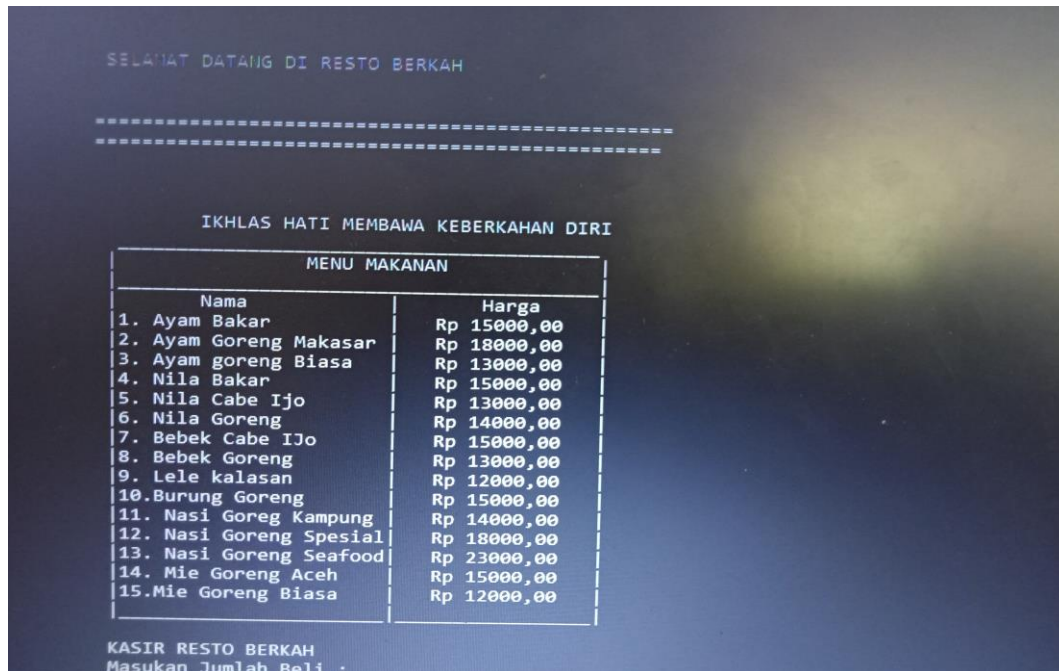 SELAMAT DATANG DI RESTO BERKAH
=================================================
================================================
IKHLAS HATI MEMBAWA KEBERKAHAN DIRI
MENU MAKANAN
Nama | Harga
1. Ayam Bakar | Rp 15000,00
2. Ayam Goreng Makasar | Rp 18000,00
3. Ayam goreng Biasa | Rp 13000,00
4. Nila Bakar | Rp 15000,00
5. Nila Cabe Ijo | Rp 13000,00
6. Nila Goreng | Rp 14000,00
7. Bebek Cabe IJo | Rp 15000,00
8. Bebek Goreng | Rp 13000,00
9. Lele kalasan | Rp 12000,00
10.Burung Goreng | Rp 15000,00
11. Nasi Goreg Kampung | Rp 14000,00
12. Nasi Goreng Spesial| Rp 18000,00
13. Nasi Goreng Seafood| Rp 23000,00
14. Mie Goreng Aceh | Rp 15000,00
15.Mie Goreng Biasa | Rp 12000,00
KASIR RESTO BERKAH
Masukan Jumlah Beli :